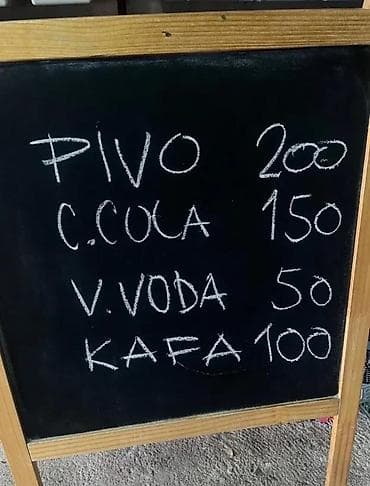 PIVO 200
C.COLA 150
V.VODA 50
KAFA 100